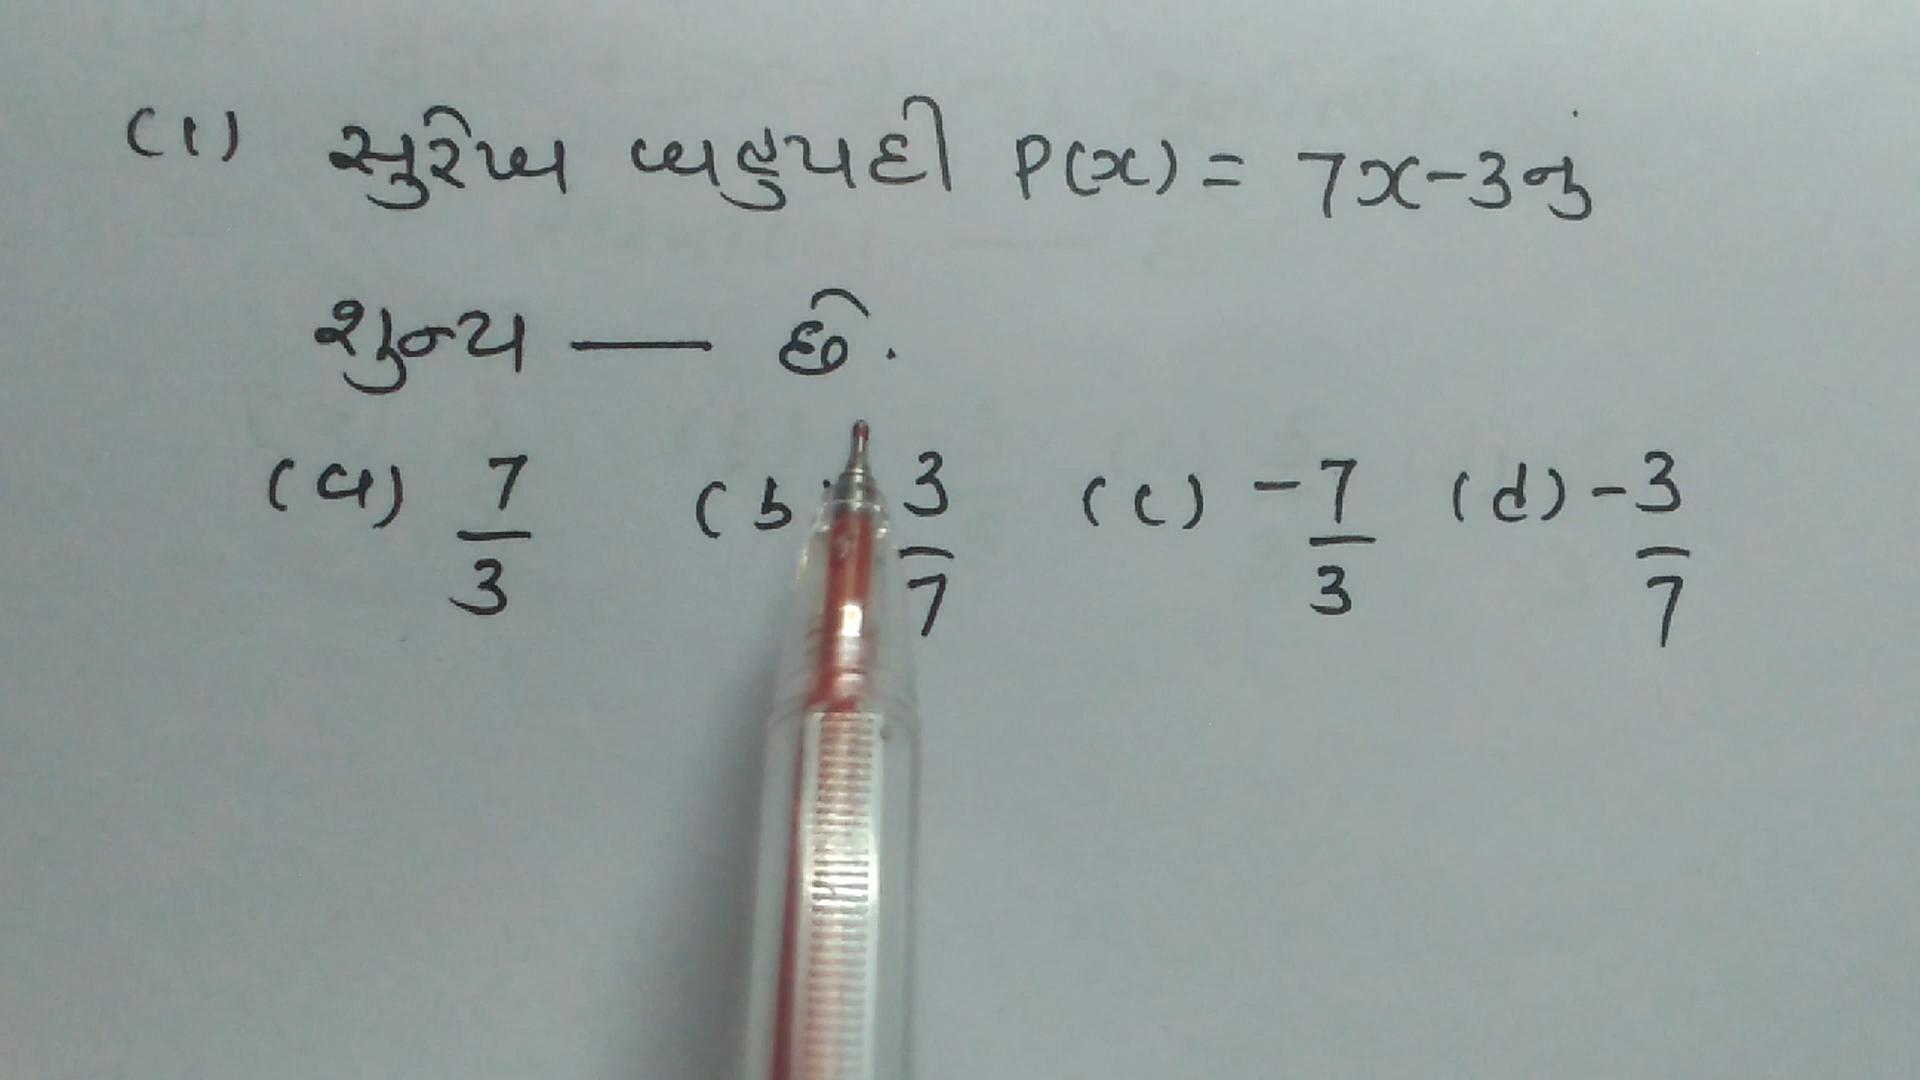 (1) સુરેખ બહુપદી P(x) = 7x-3નું
શુન્ય — છે.
(a) 7/3 (b) 3/7 (c) -7/3 (d) -3/7